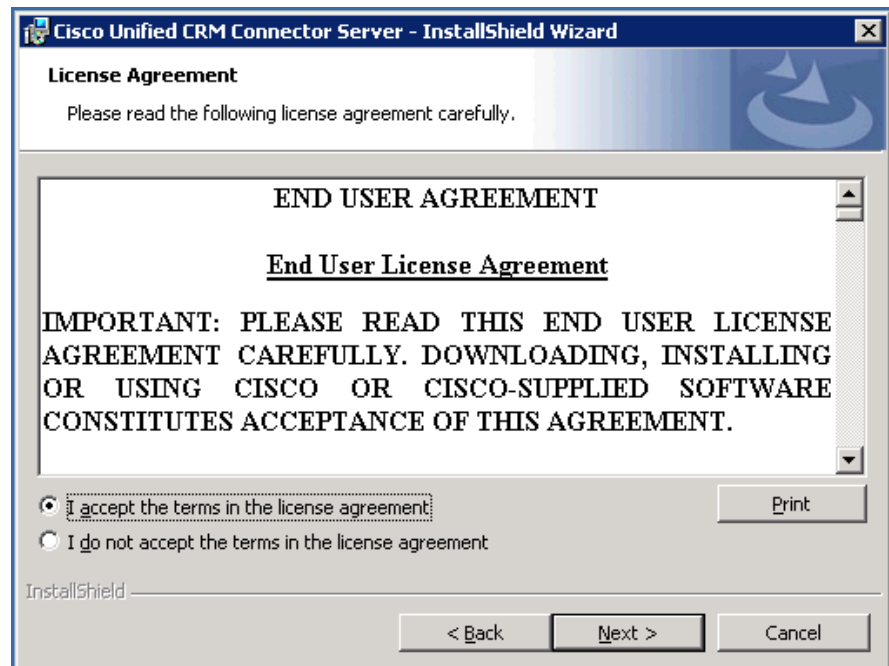 Cisco Unified CRM Connector Server - InstallShield Wizard
License Agreement
Please read the following license agreement carefully.
END USER AGREEMENT
End User License Agreement
IMPORTANT: PLEASE READ THIS END USER LICENSE
AGREEMENT CAREFULLY. DOWNLOADING, INSTALLING
OR USING CISCO OR CISCO-SUPPLIED SOFTWARE
CONSTITUTES ACCEPTANCE OF THIS AGREEMENT.
I accept the terms in the license agreement
Print
I do not accept the terms in the license agreement
InstallShield
< Back Next > Cancel